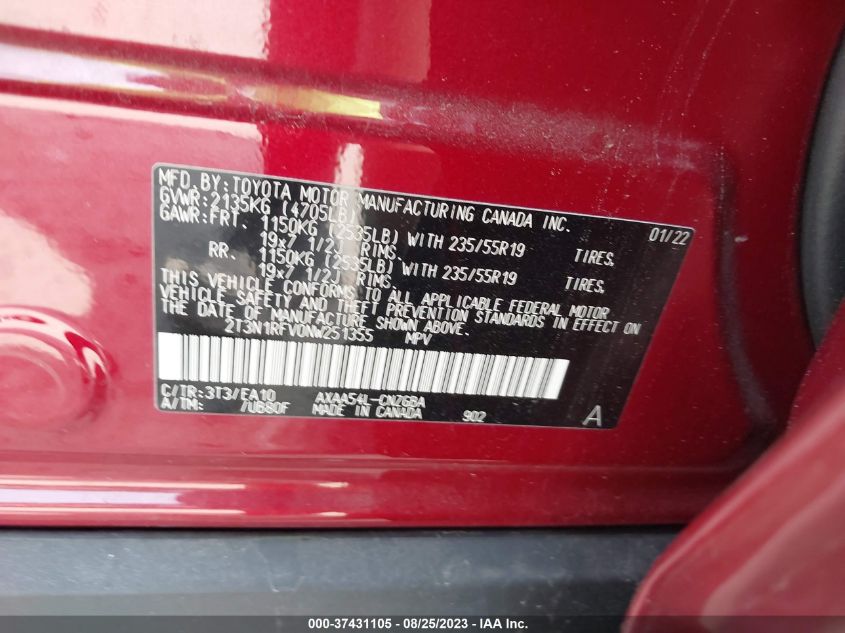 MFD. BY: TOYOTA MOTOR MANUFACTURING CANADA INC.
GVWR: 2135KG (4705LB) 01/22
GAWR: FRT. 1150KG (2535LB) WITH 235/55R19 TIRES,
19x7 1/2J RIMS.
RR. 1150KG (2535LB) WITH 235/55R19 TIRES,
19x7 1/2J RIMS.
THIS VEHICLE CONFORMS TO ALL APPLICABLE FEDERAL MOTOR
VEHICLE SAFETY AND THEFT PREVENTION STANDARDS IN EFFECT ON
THE DATE OF MANUFACTURE SHOWN ABOVE.
2T3N1RFV0NW251355 MPV
C/TR: 3T3/EA10 AXAA54L-CNZGBA
A/TM: /UB80F MADE IN CANADA 902 A
000-37431105 - 08/25/2023 - © IAA Inc.